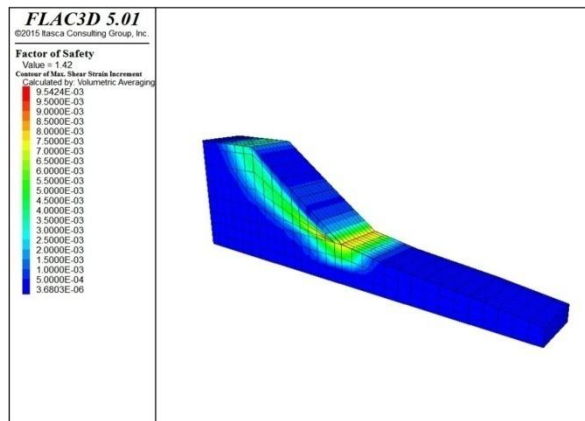 FLAC3D 5.01
©2015 Itasca Consulting Group, Inc.
Factor of Safety
Value = 1.42
Contour of Max. Shear Strain Increment
Calculated by: Volumetric Averaging
9.5424E-03
9.5000E-03
9.0000E-03
8.5000E-03
8.0000E-03
7.5000E-03
7.0000E-03
6.5000E-03
6.0000E-03
5.5000E-03
5.0000E-03
4.5000E-03
4.0000E-03
3.5000E-03
3.0000E-03
2.5000E-03
2.0000E-03
1.5000E-03
1.0000E-03
5.0000E-04
3.6803E-06